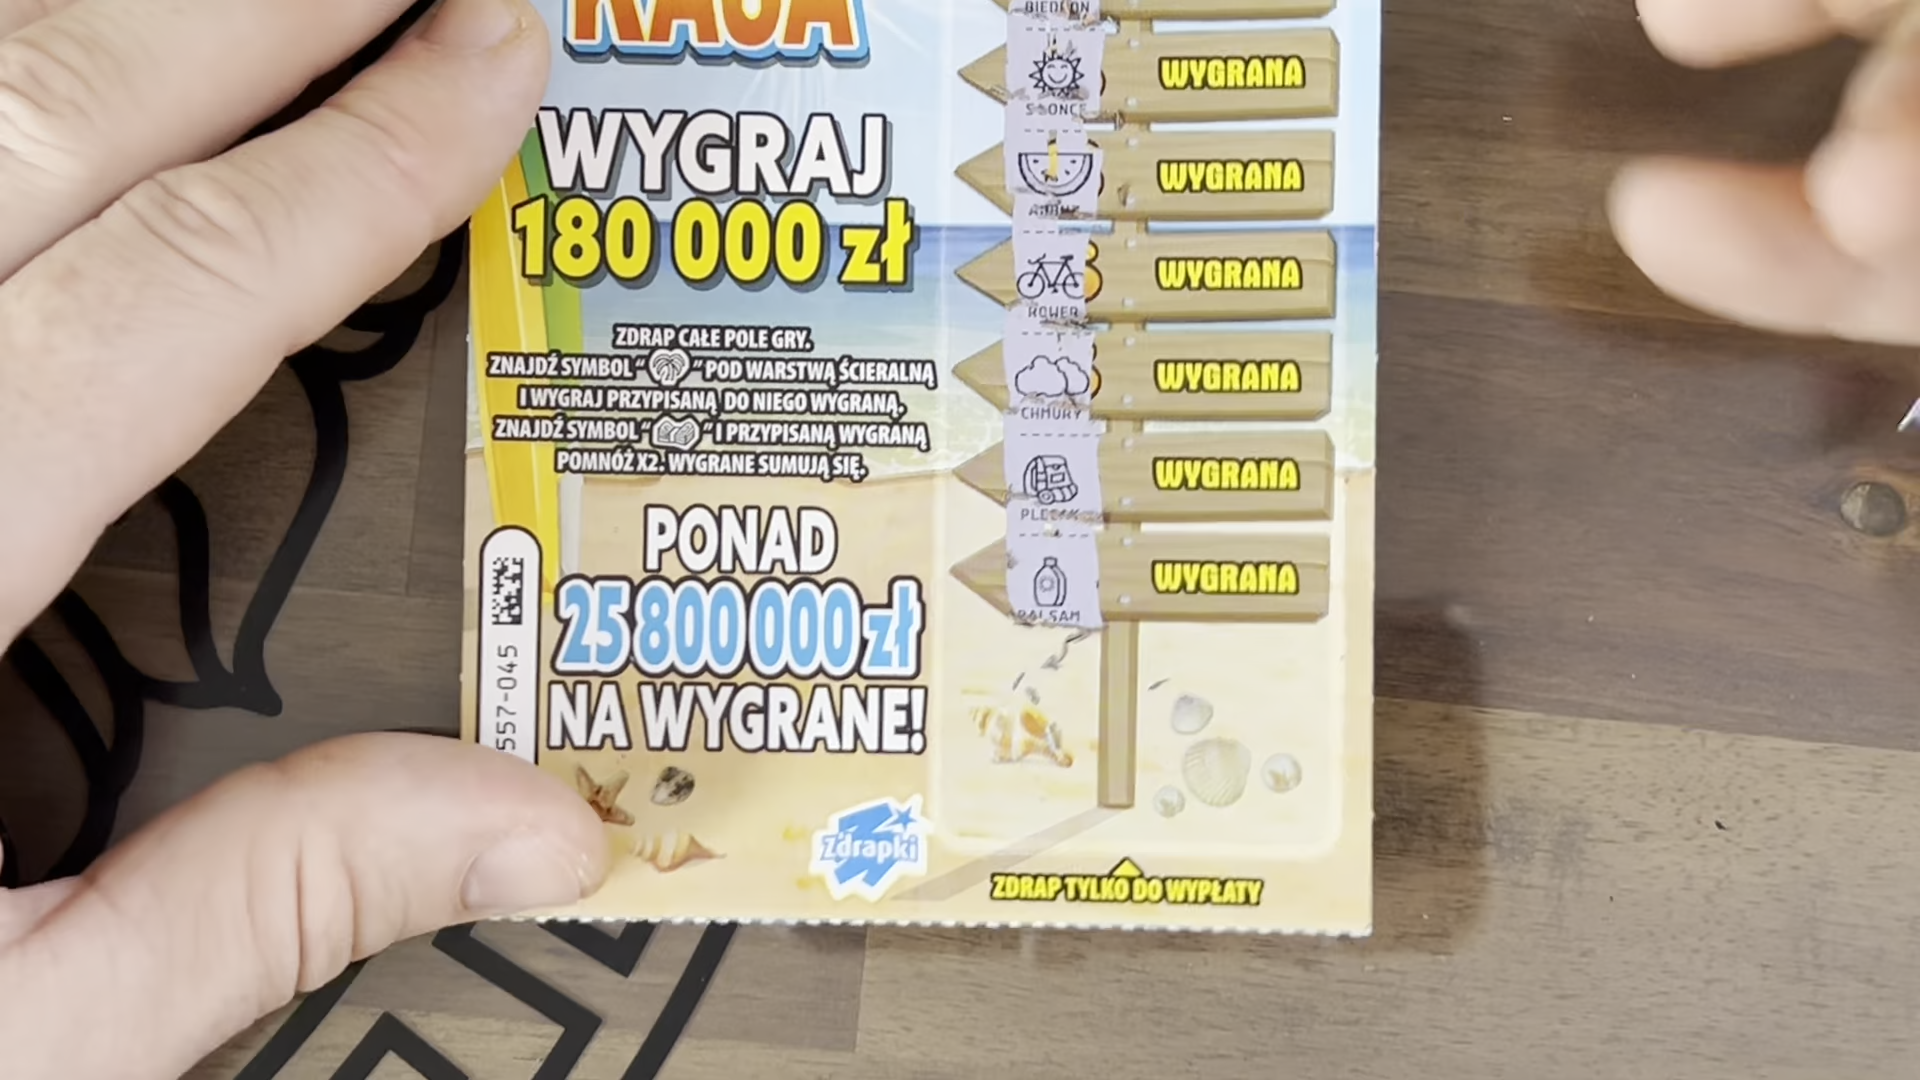 WYGRAJ
180 000 zł
ZDRAP CAŁE POLE GRY.
ZNAJDŹ SYMBOL “ ” POD WARSTWĄ ŚCIERALNĄ
I WYGRAJ PRZYPISANĄ DO NIEGO WYGRANĄ.
ZNAJDŹ SYMBOL “ ” I PRZYPISANĄ WYGRANĄ
POMNÓŻ X2. WYGRANE SUMUJĄ SIĘ.
PONAD
25 800 000 zł
NA WYGRANE!
557-045
Zdrapki
SŁOŃCE
WYGRANA
ARBUZ
WYGRANA
ROWER
WYGRANA
CHMURY
WYGRANA
PLECAK
WYGRANA
BALSAM
WYGRANA
ZDRAP TYLKO DO WYPŁATY